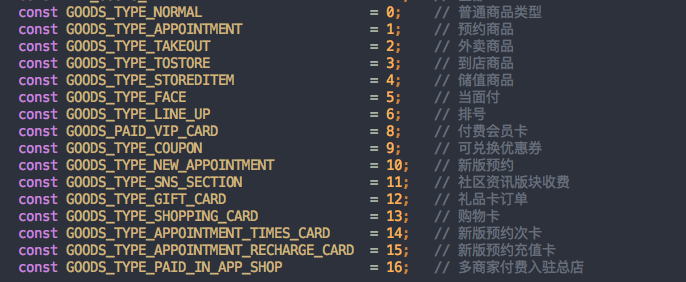 const GOODS_TYPE_NORMAL = 0; // 普通商品类型
const GOODS_TYPE_APPOINTMENT = 1; // 预约商品
const GOODS_TYPE_TAKEOUT = 2; // 外卖商品
const GOODS_TYPE_TOSTORE = 3; // 到店商品
const GOODS_TYPE_STOREDITEM = 4; // 储值商品
const GOODS_TYPE_FACE = 5; // 当面付
const GOODS_TYPE_LINE_UP = 6; // 排号
const GOODS_PAID_VIP_CARD = 8; // 付费会员卡
const GOODS_TYPE_COUPON = 9; // 可兑换优惠券
const GOODS_TYPE_NEW_APPOINTMENT = 10; // 新版预约
const GOODS_TYPE_SNS_SECTION = 11; // 社区资讯版块收费
const GOODS_TYPE_GIFT_CARD = 12; // 礼品卡订单
const GOODS_TYPE_SHOPPING_CARD = 13; // 购物卡
const GOODS_TYPE_APPOINTMENT_TIMES_CARD = 14; // 新版预约次卡
const GOODS_TYPE_APPOINTMENT_RECHARGE_CARD = 15; // 新版预约充值卡
const GOODS_TYPE_PAID_IN_APP_SHOP = 16; // 多商家付费入驻总店